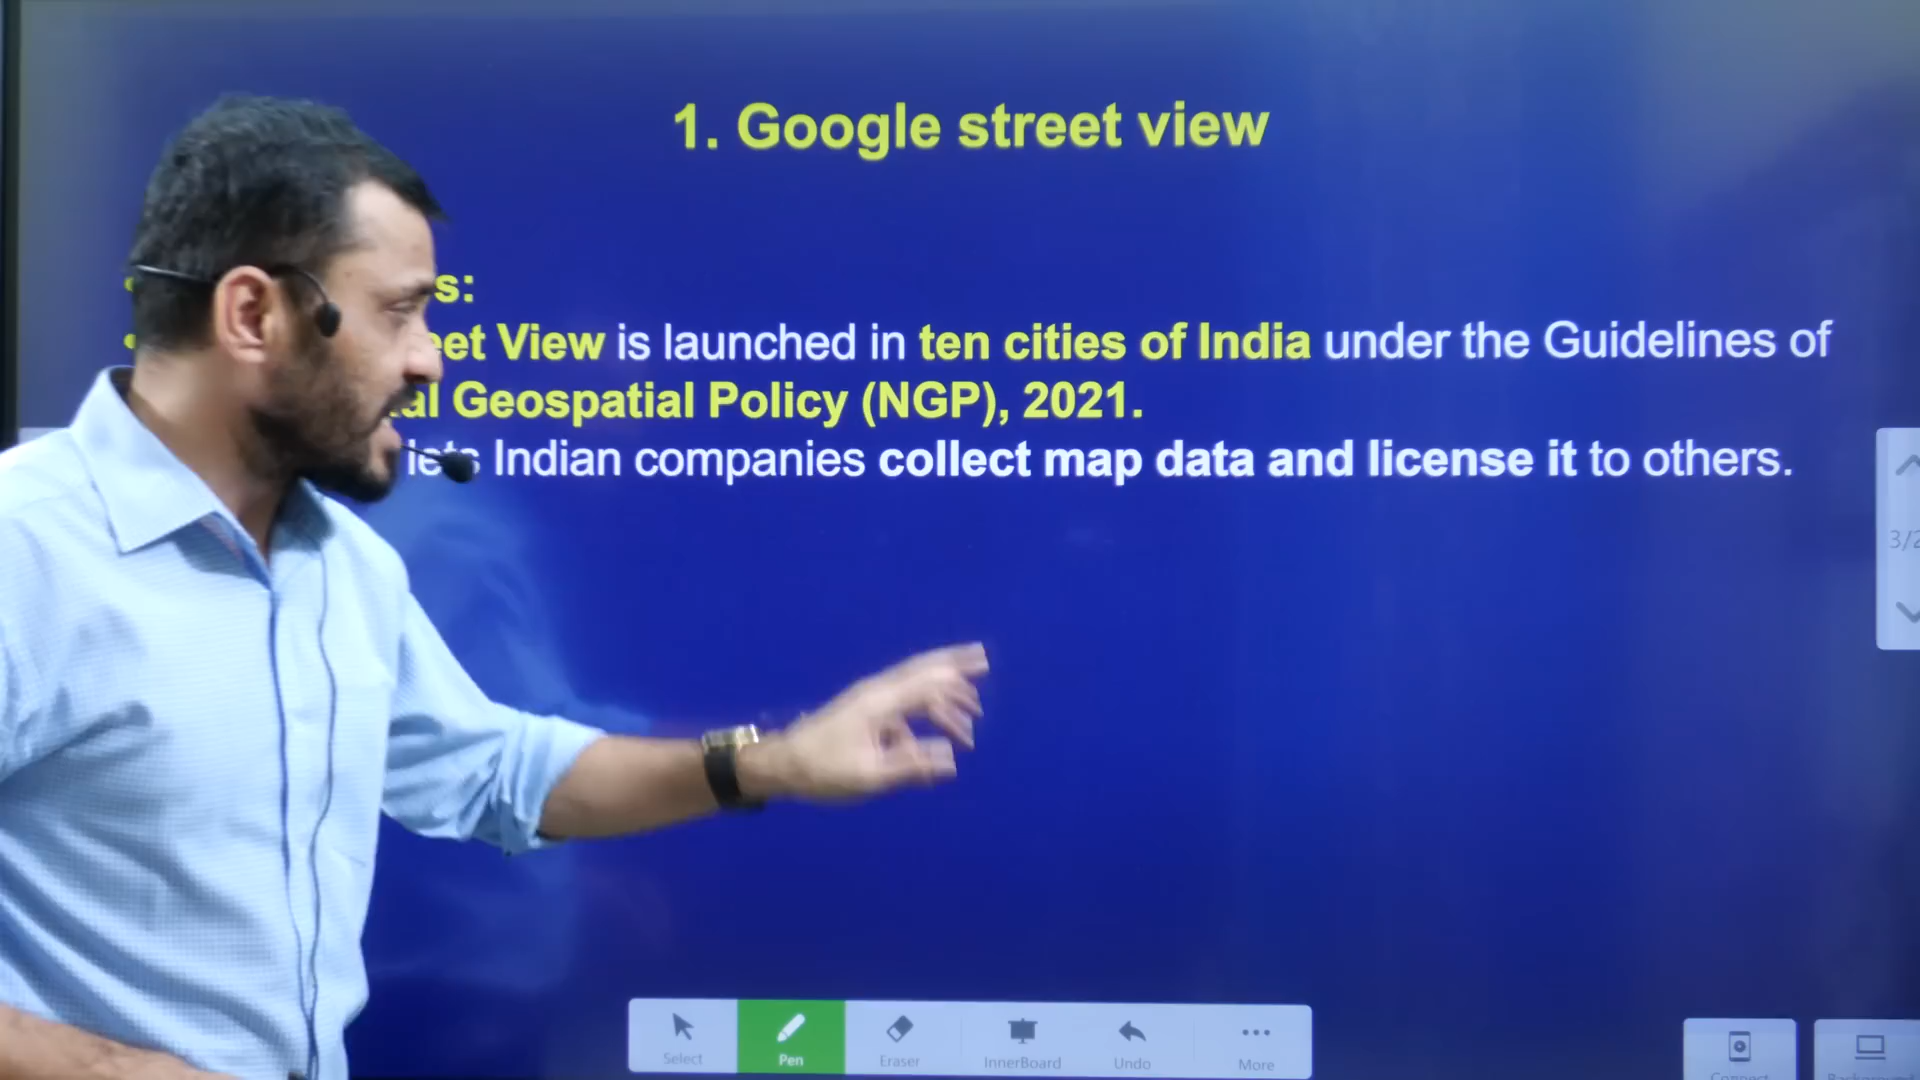 1. Google street view
s:
eet View is launched in ten cities of India under the Guidelines of
al Geospatial Policy (NGP), 2021.
lets Indian companies collect map data and license it to others.
3/2
Select
Pen
Eraser
InnerBoard
Undo
More